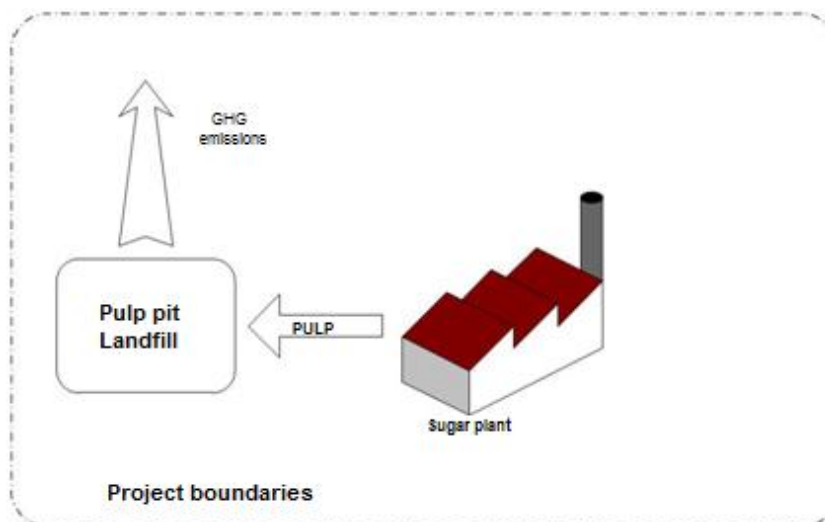 GHG
emissions
Pulp pit
Landfill
PULP
Sugar plant
Project boundaries